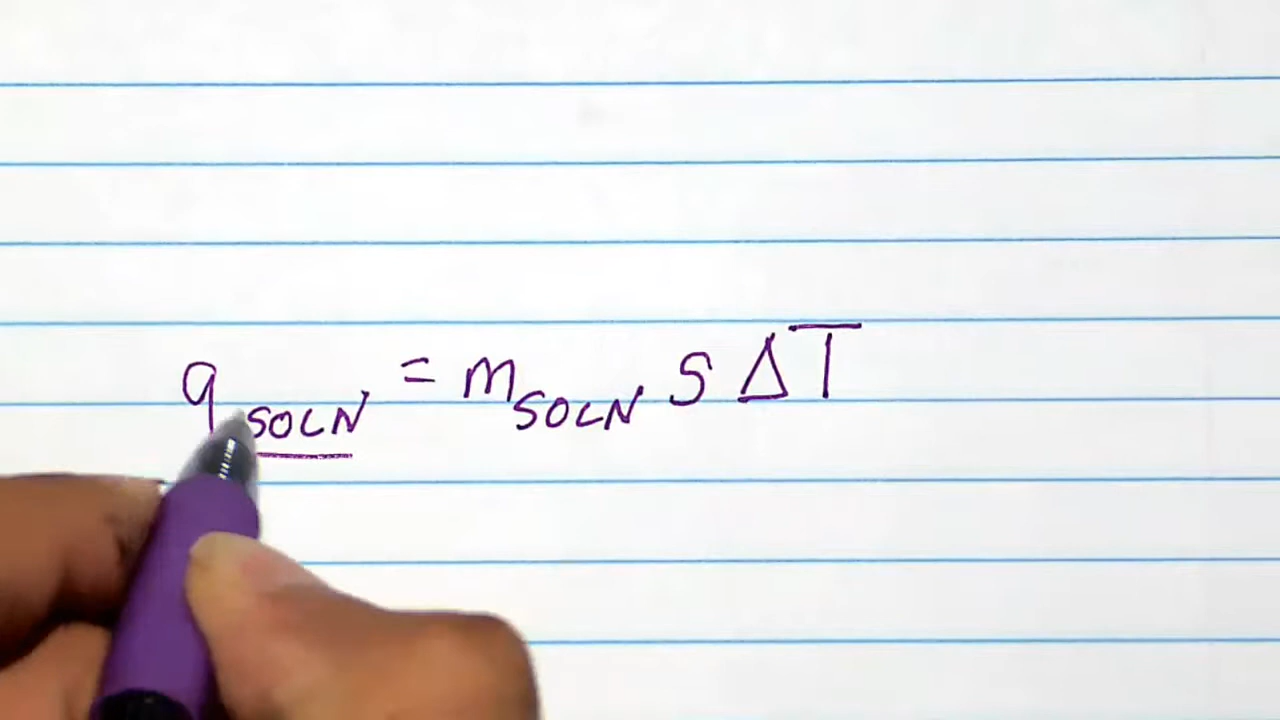 q SOLN = m SOLN S ΔT